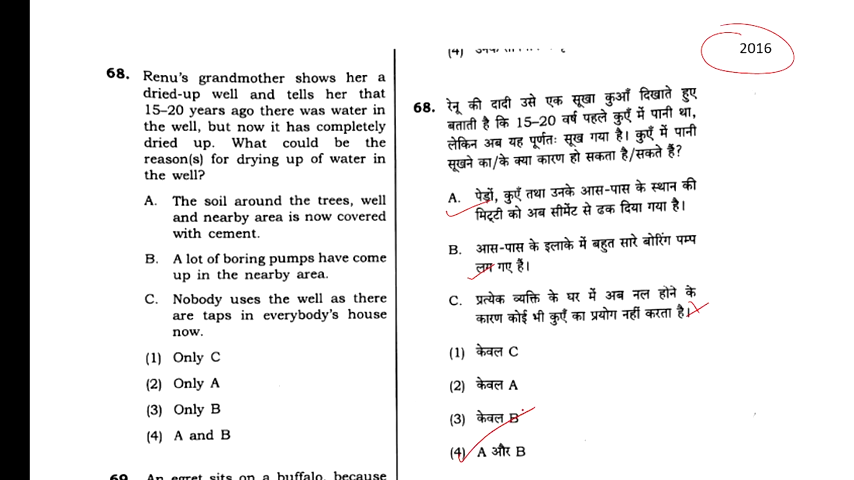 68. Renu's grandmother shows her a
dried-up well and tells her that
15–20 years ago there was water in
the well, but now it has completely
dried up. What could be the
reason(s) for drying up of water in
the well?
A. The soil around the trees, well
and nearby area is now covered
with cement.
B. A lot of boring pumps have come
up in the nearby area.
C. Nobody uses the well as there
are taps in everybody's house
now.
(1) Only C
(2) Only A
(3) Only B
(4) A and B
69. An egret sits on a buffalo, because
(4)
2016
68. रेनू की दादी उसे एक सूखा कुआँ दिखाते हुए
बताती है कि 15–20 वर्ष पहले कुएँ में पानी था,
लेकिन अब यह पूर्णतः सूख गया है। कुएँ में पानी
सूखने का/के क्या कारण हो सकता है/सकते हैं?
A. पेड़ों, कुएँ तथा उनके आस-पास के स्थान की
मिट्टी को अब सीमेंट से ढक दिया गया है।
B. आस-पास के इलाके में बहुत सारे बोरिंग पम्प
लग गए हैं।
C. प्रत्येक व्यक्ति के घर में अब नल होने के
कारण कोई भी कुएँ का प्रयोग नहीं करता है।
(1) केवल C
(2) केवल A
(3) केवल B
(4) A और B